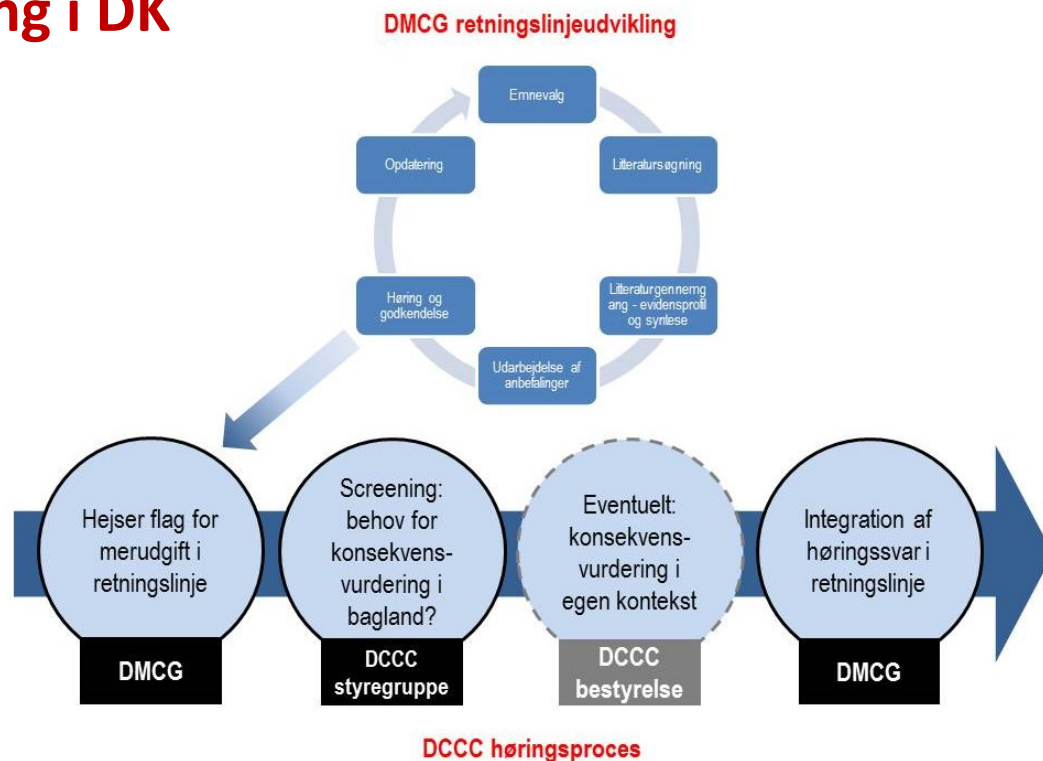 ng i DK
DMCG retningslinjeudvikling
Emnevalg
Litteratursøgning
Litteraturgennemg
ang - evidensprofil
og syntese
Udarbejdelse af
anbefalinger
Høring og
godkendelse
Opdatering
Hejser flag for
merudgift i
retningslinje
DMCG
Screening:
behov for
konsekvens-
vurdering i
bagland?
DCCC
styregruppe
Eventuelt:
konsekvens-
vurdering i
egen kontekst
DCCC
bestyrelse
Integration af
høringssvar i
retningslinje
DMCG
DCCC høringsproces